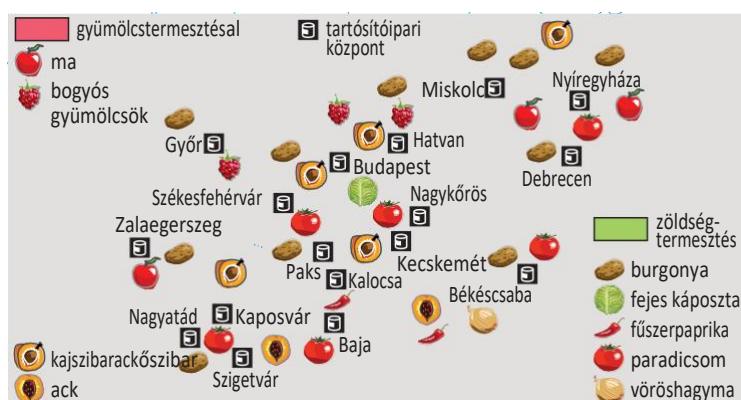 gyümölcstermesztésal
ma
bogyós
gyümölcsök
tartósítóipari
központ
Miskolc
Nyíregyháza
Győr
Hatvan
Budapest
Debrecen
Székesfehérvár
Nagykőrös
Zalaegerszeg
zöldség-
termesztés
Paks
Kecskemét
burgonya
Kalocsa
Békéscsaba
fejes káposzta
Nagyatád
Kaposvár
fűszerpaprika
Baja
kajszibarackőszibar
paradicsom
Szigetvár
ack
vöröshagyma